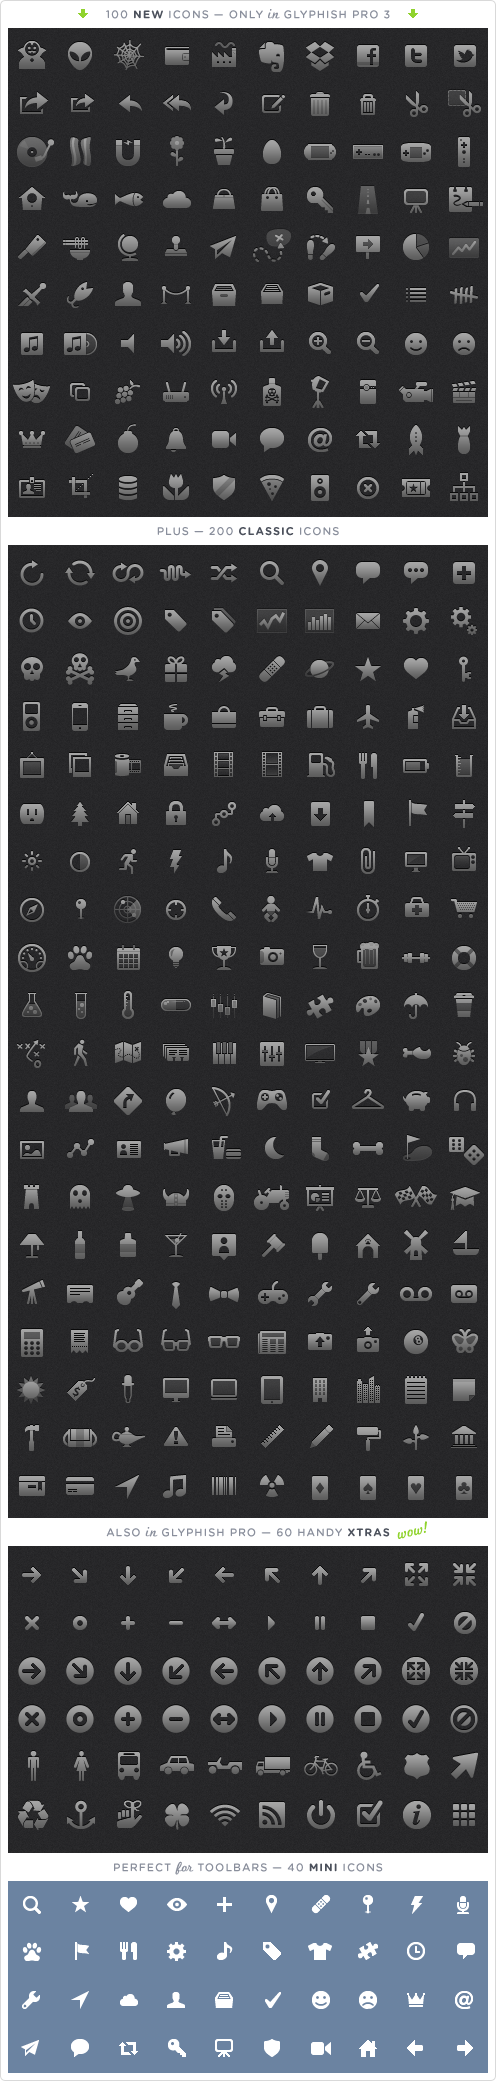 100 NEW ICONS — ONLY in GLYPHISH PRO 3
PLUS — 200 CLASSIC ICONS
ALSO in GLYPHISH PRO — 60 HANDY XTRAS wow!
PERFECT for TOOLBARS — 40 MINI ICONS